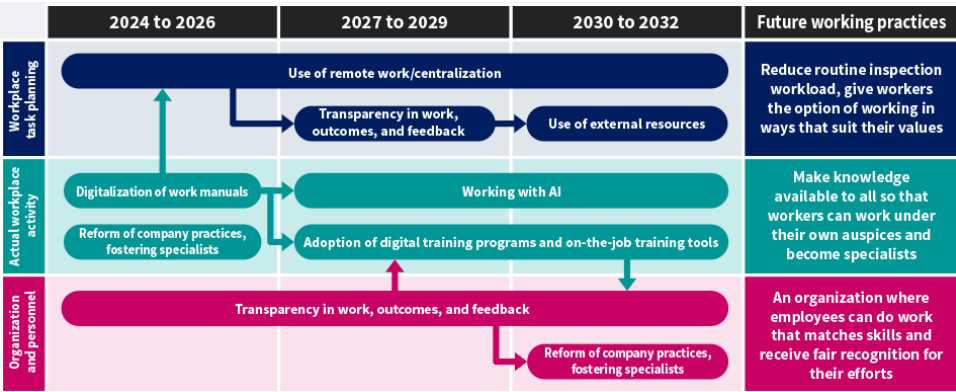 2024 to 2026
2027 to 2029
2030 to 2032
Future working practices
Workplace
task planning
Use of remote work/centralization
Transparency in work,
outcomes, and feedback
Use of external resources
Reduce routine inspection
workload, give workers
the option of working in
ways that suit their values
Actual workplace
activity
Digitalization of work manuals
Working with AI
Reform of company practices,
fostering specialists
Adoption of digital training programs and on-the-job training tools
Make knowledge
available to all so that
workers can work under
their own auspices and
become specialists
Organization
and personnel
Transparency in work, outcomes, and feedback
Reform of company practices,
fostering specialists
An organization where
employees can do work
that matches skills and
receive fair recognition for
their efforts